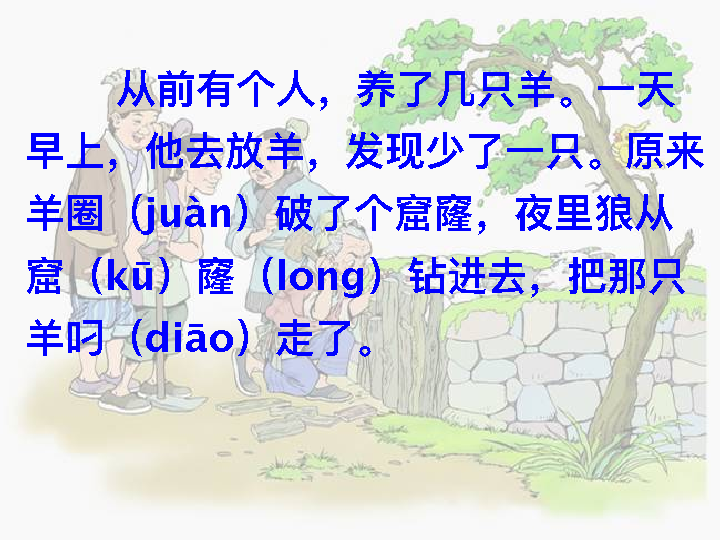 从前有个人，养了几只羊。一天
早上，他去放羊，发现少了一只。原来
羊圈（juàn）破了个窟窿，夜里狼从
窟（kū）窿（long）钻进去，把那只
羊叼（diāo）走了。